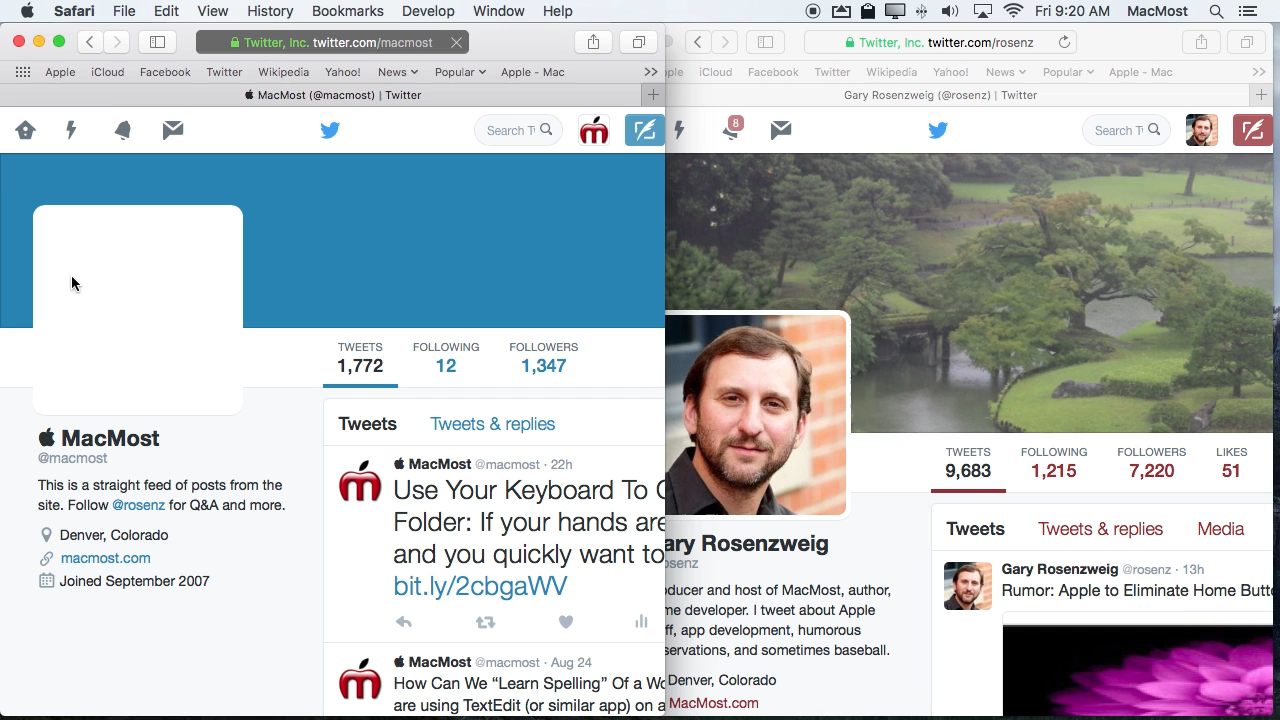 Safari File Edit View History Bookmarks Develop Window Help Fri 9:20 AM MacMost
Twitter, Inc. twitter.com/macmost
Apple iCloud Facebook Twitter Wikipedia Yahoo! News Popular Apple - Mac
MacMost (@macmost) | Twitter
Search T
TWEETS FOLLOWING FOLLOWERS
1,772 12 1,347
MacMost
@macmost
This is a straight feed of posts from the
site. Follow @rosenz for Q&A and more.
Denver, Colorado
macmost.com
Joined September 2007
Tweets Tweets & replies
MacMost @macmost · 22h
Use Your Keyboard To
Folder: If your hands are
and you quickly want to
bit.ly/2cbgaWV
MacMost @macmost · Aug 24
How Can We “Learn Spelling” Of a
are using TextEdit (or similar app) on a
Twitter, Inc. twitter.com/rosenz
ple iCloud Facebook Twitter Wikipedia Yahoo! News Popular Apple - Mac
Gary Rosenzweig (@rosenz) | Twitter
8
Search T
TWEETS FOLLOWING FOLLOWERS LIKES
9,683 1,215 7,220 51
ary Rosenzweig
osenz
oducer and host of MacMost, author,
me developer. I tweet about Apple
ff, app development, humorous
servations, and sometimes baseball.
Denver, Colorado
MacMost.com
Tweets Tweets & replies Media
Gary Rosenzweig @rosenz · 13h
Rumor: Apple to Eliminate Home Butt